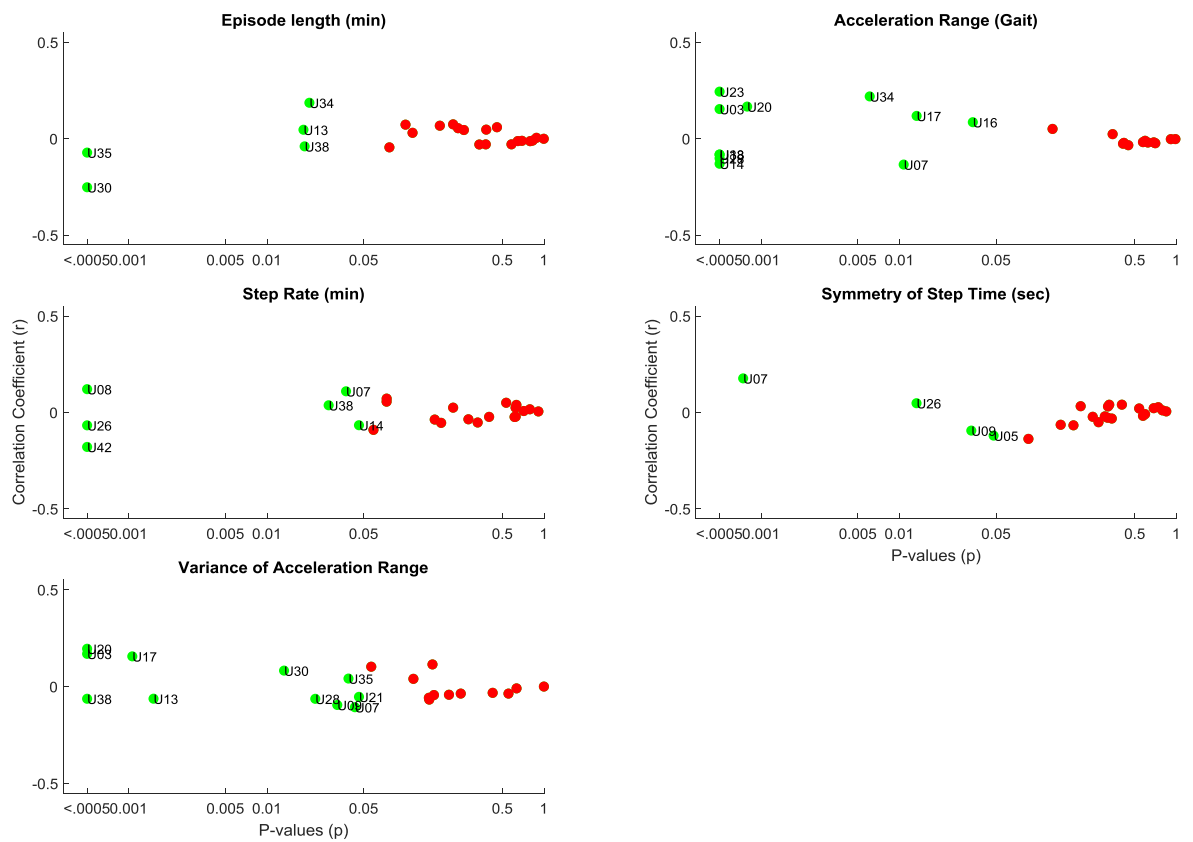 Episode length (min)
0.5
0
-0.5
U34
U13
U38
U35
U30
<.0005 0.001 0.005 0.01 0.05 0.5 1
Acceleration Range (Gait)
0.5
0
-0.5
U23
U03
U20
U34
U17
U16
U38
U14
U07
<.0005 0.001 0.005 0.01 0.05 0.5 1
Step Rate (min)
Correlation Coefficient (r)
0.5
0
-0.5
U08
U07
U38
U26
U14
U42
<.0005 0.001 0.005 0.01 0.05 0.5 1
Symmetry of Step Time (sec)
Correlation Coefficient (r)
0.5
0
-0.5
U07
U26
U09
U05
<.0005 0.001 0.005 0.01 0.05 0.5 1
P-values (p)
Variance of Acceleration Range
0.5
0
-0.5
U20
U03
U17
U30
U35
U38
U13
U28
U21
U09
U07
<.0005 0.001 0.005 0.01 0.05 0.5 1
P-values (p)